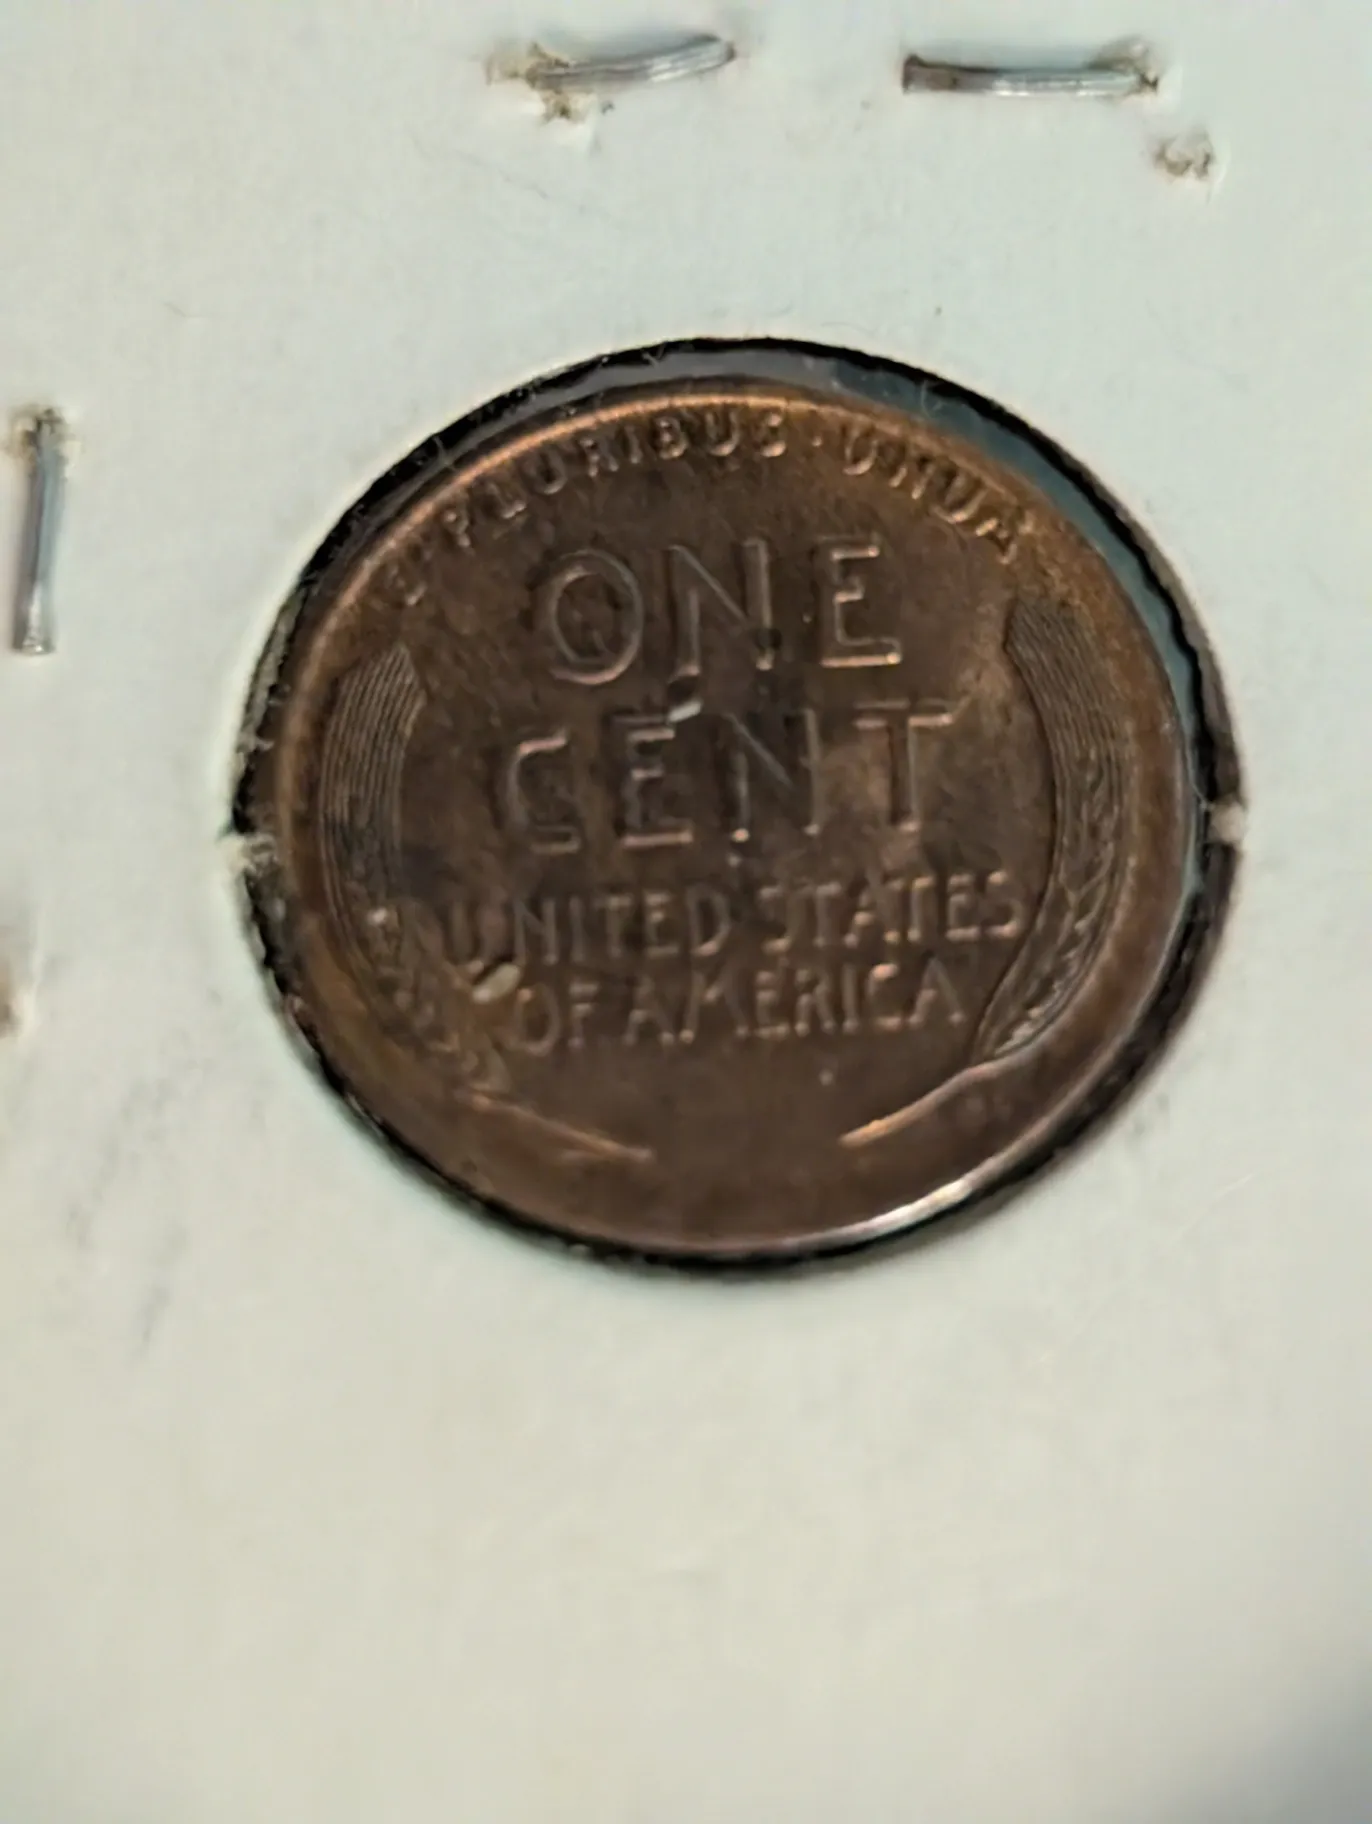 E · PLURIBUS · UNUM
ONE
CENT
UNITED STATES
OF AMERICA